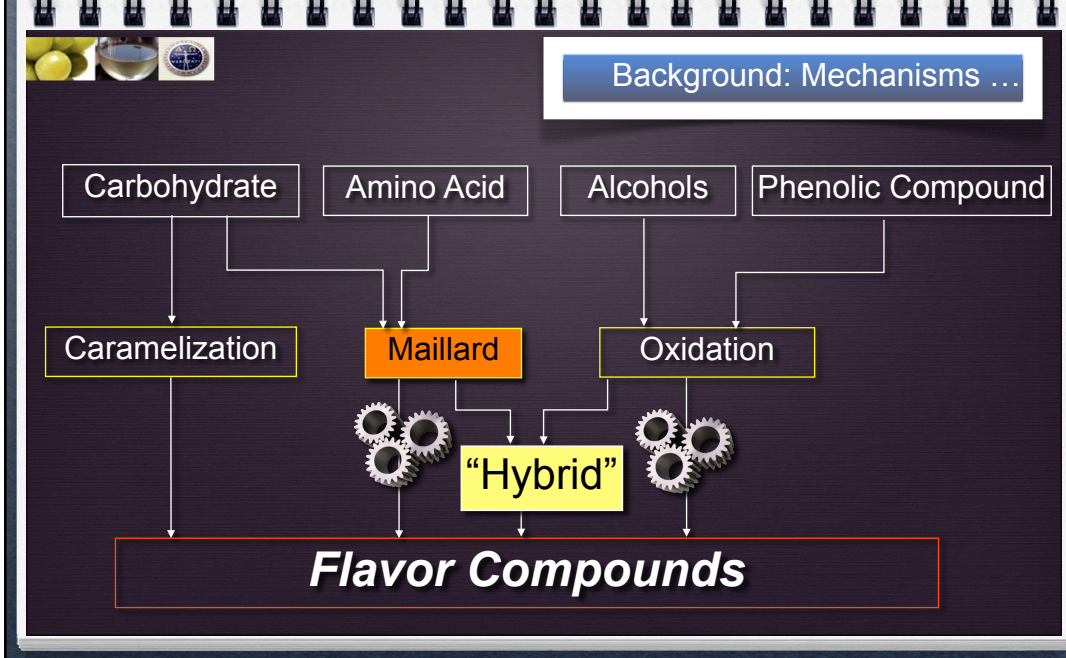 Background: Mechanisms …
Carbohydrate
Amino Acid
Alcohols
Phenolic Compound
Caramelization
Maillard
Oxidation
“Hybrid”
Flavor Compounds